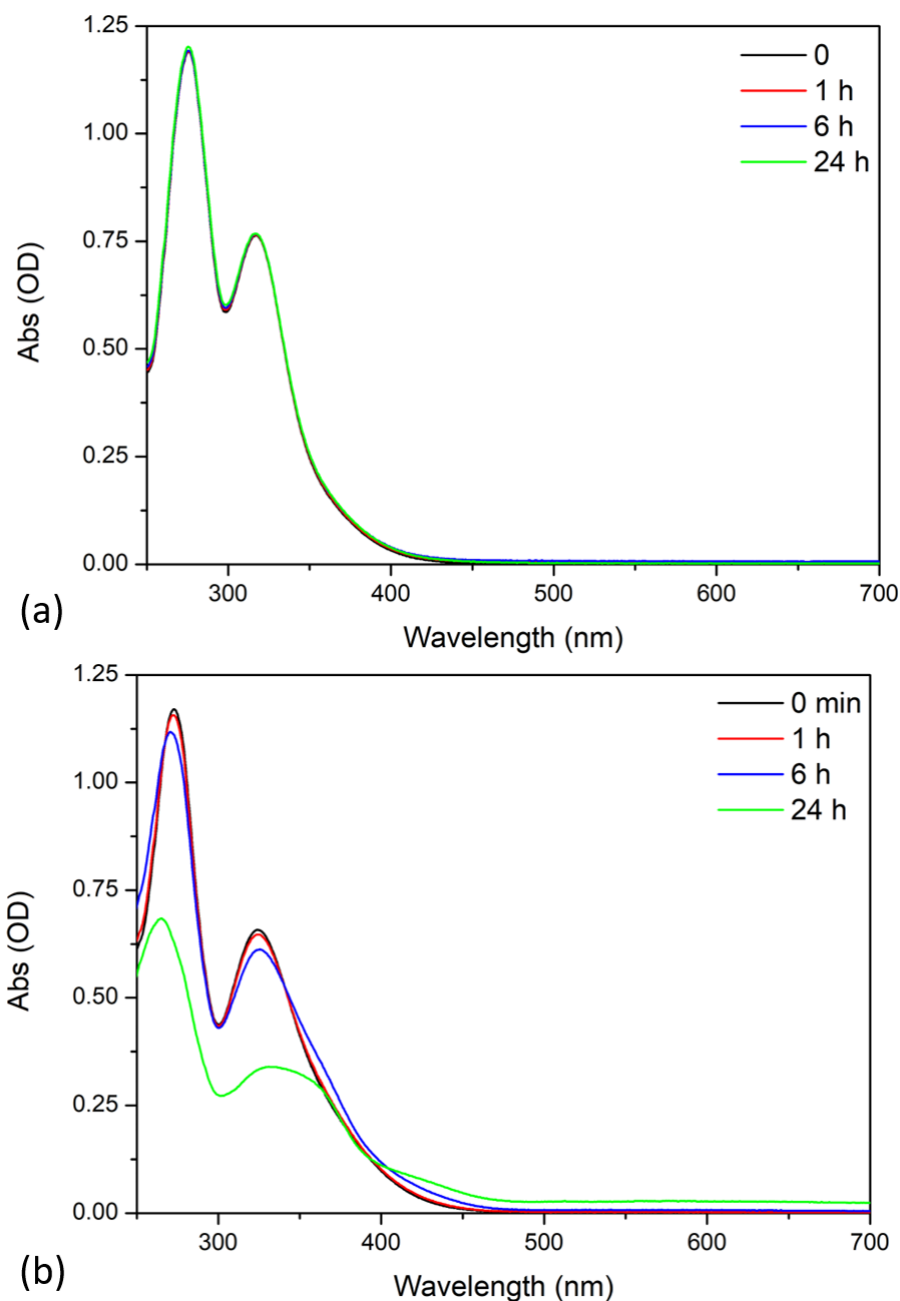 1.25
1.00
0.75
0.50
0.25
0.00
Abs (OD)
0
1 h
6 h
24 h
300 400 500 600 700
(a)
Wavelength (nm)
1.25
1.00
0.75
0.50
0.25
0.00
Abs (OD)
0 min
1 h
6 h
24 h
300 400 500 600 700
(b)
Wavelength (nm)